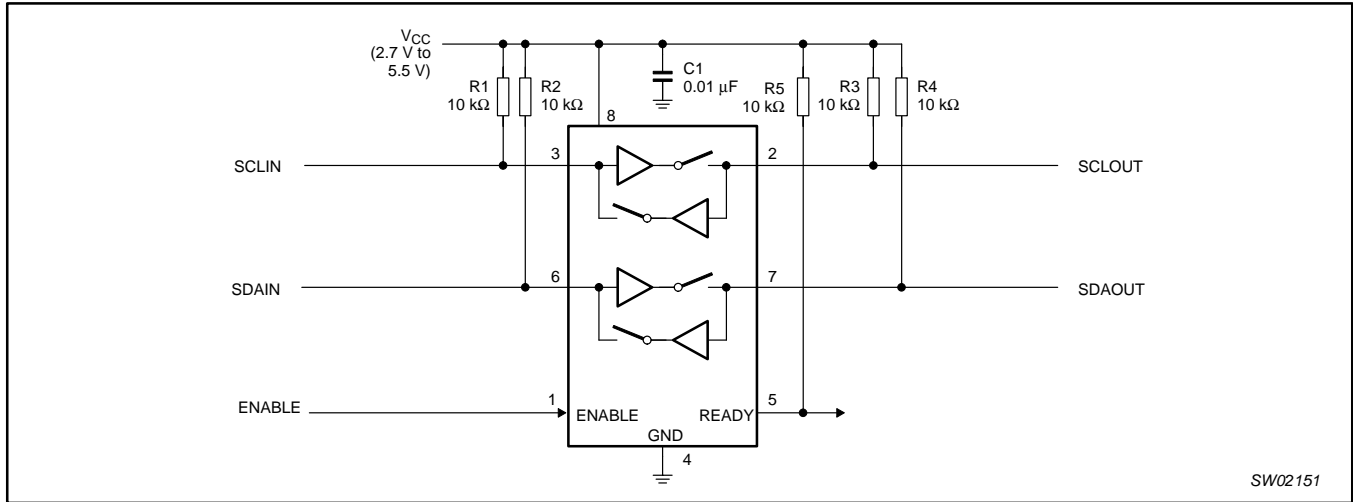 VCC
(2.7 V to
5.5 V)
R1
10 kΩ
R2
10 kΩ
C1
0.01 µF
R5
10 kΩ
R3
10 kΩ
R4
10 kΩ
8
SCLIN
3
2
SCLOUT
SDAIN
6
7
SDAOUT
ENABLE
1
ENABLE
READY
5
GND
4
SW02151